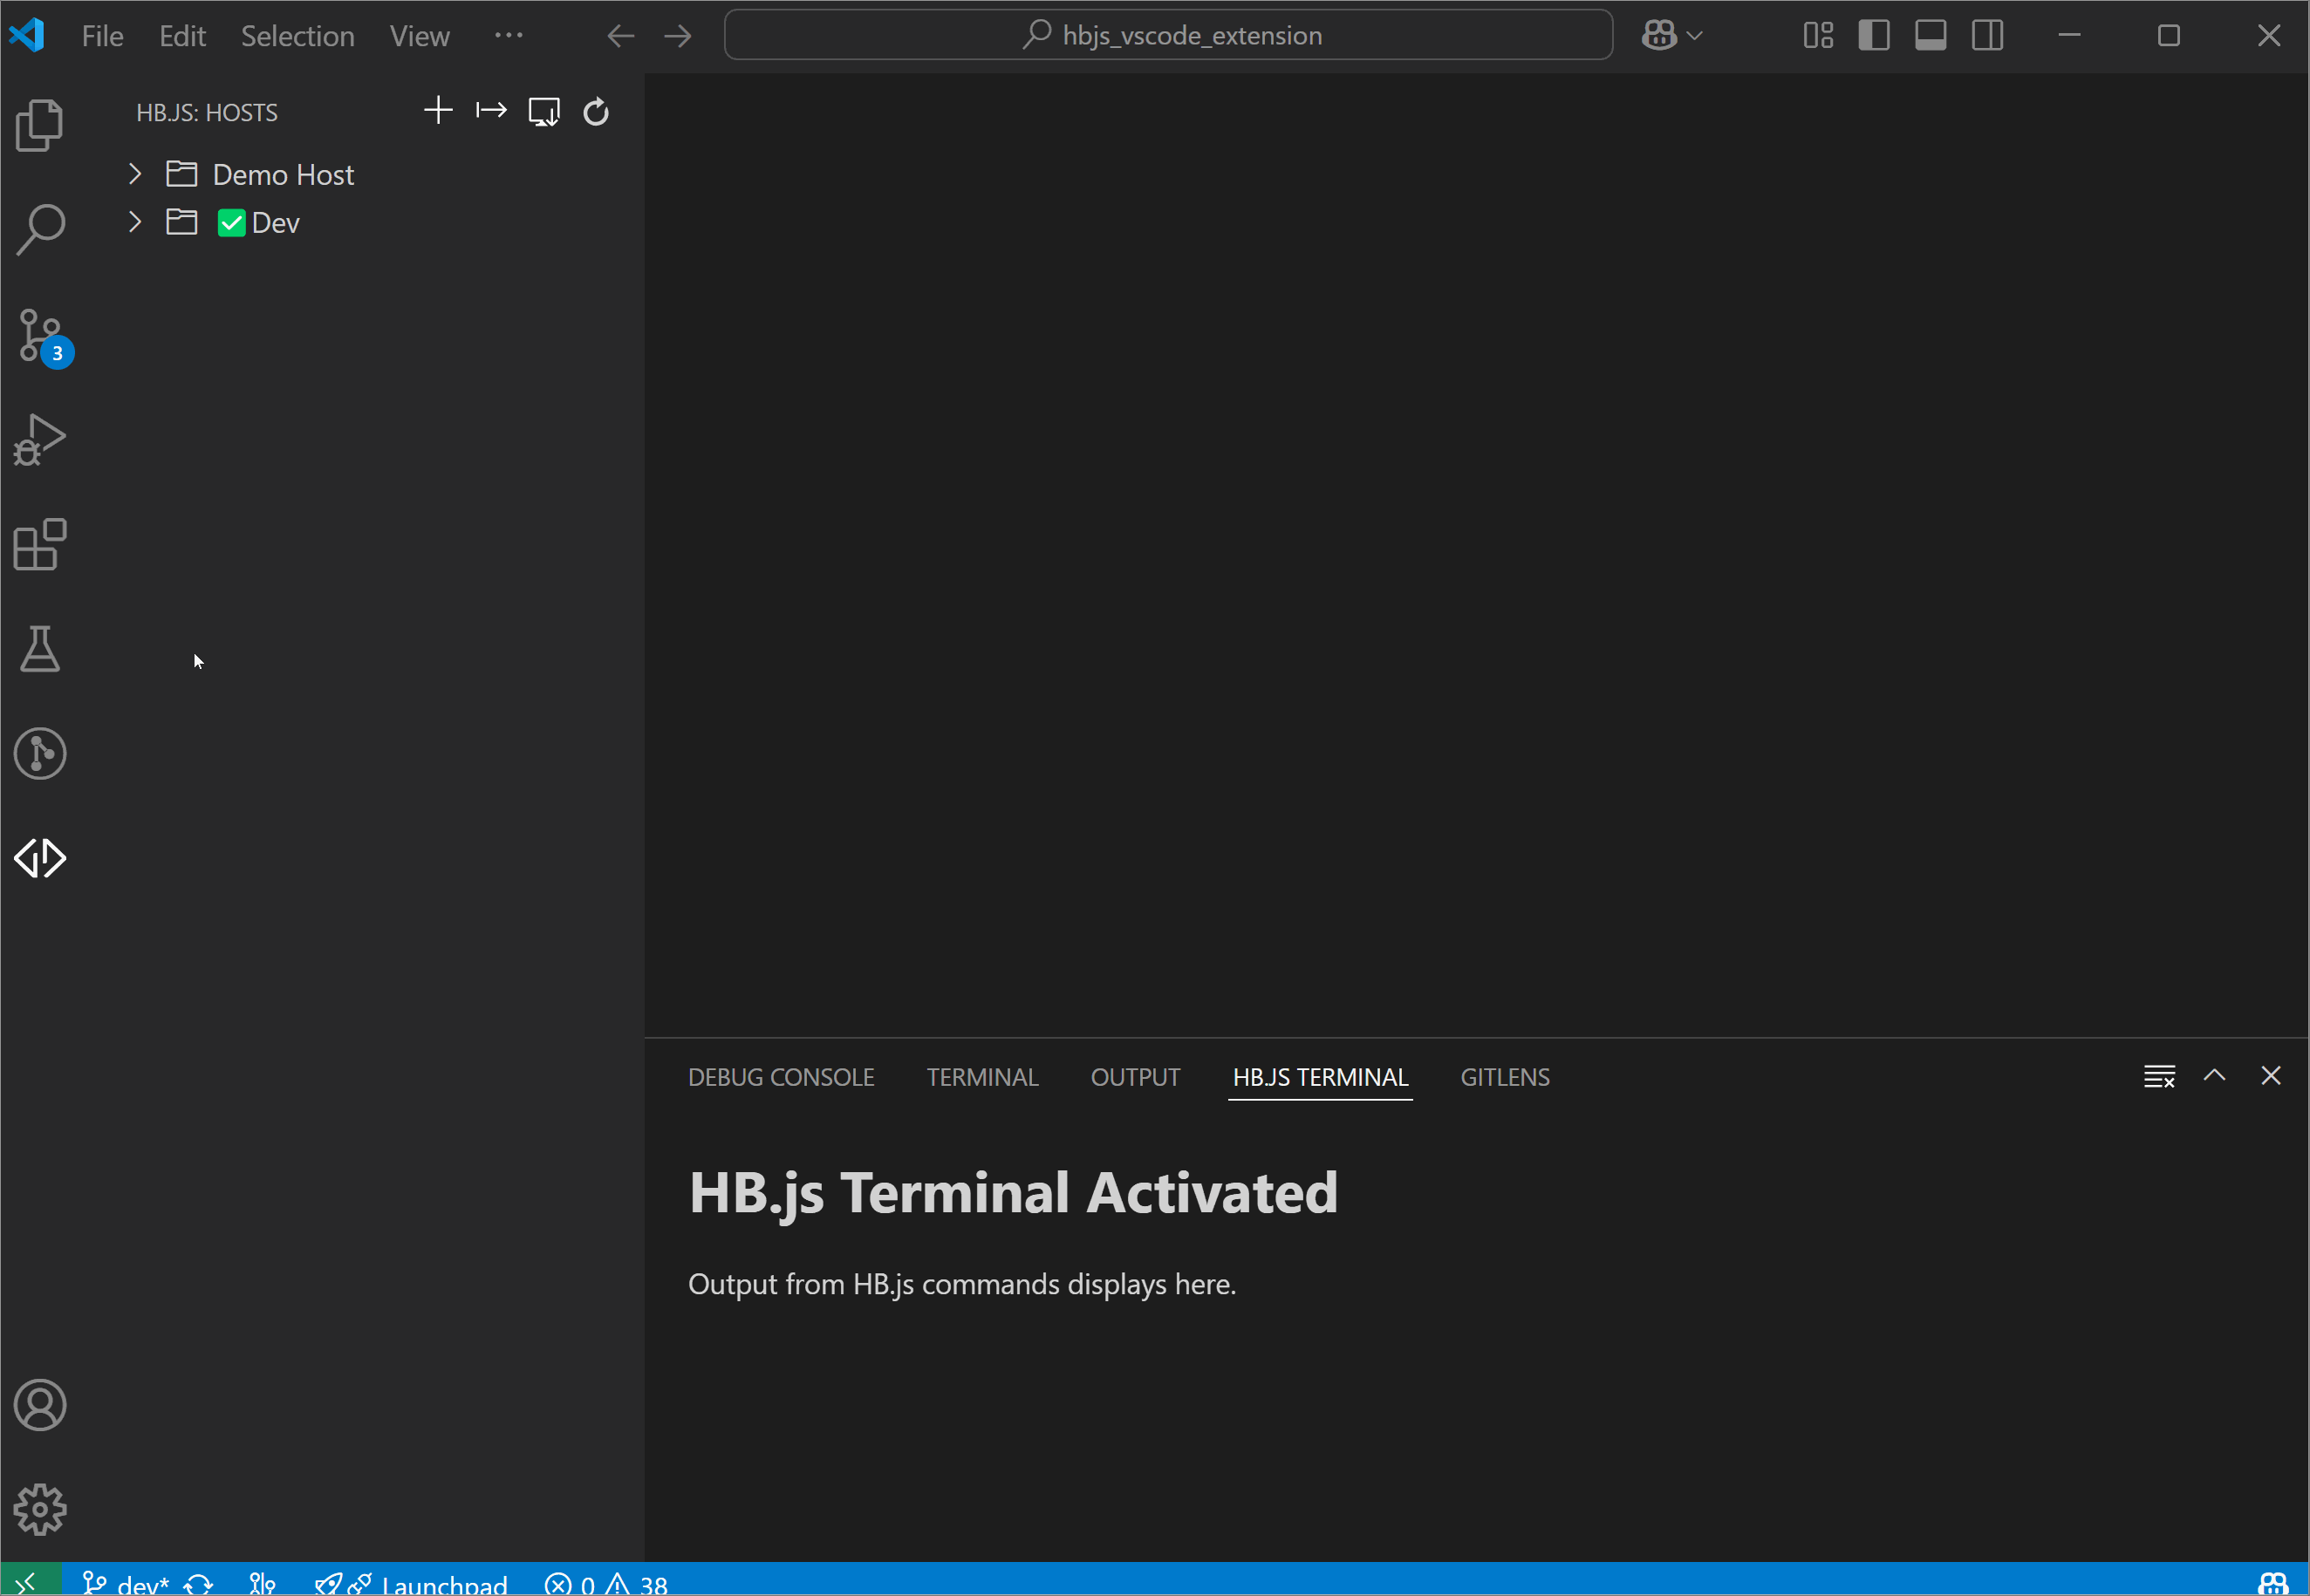 File Edit Selection View ··· hbjs_vscode_extension
HB.JS: HOSTS
Demo Host
✅ Dev
3
DEBUG CONSOLE TERMINAL OUTPUT HB.JS TERMINAL GITLENS
HB.js Terminal Activated
Output from HB.js commands displays here.
dev* Launchpad 0 38